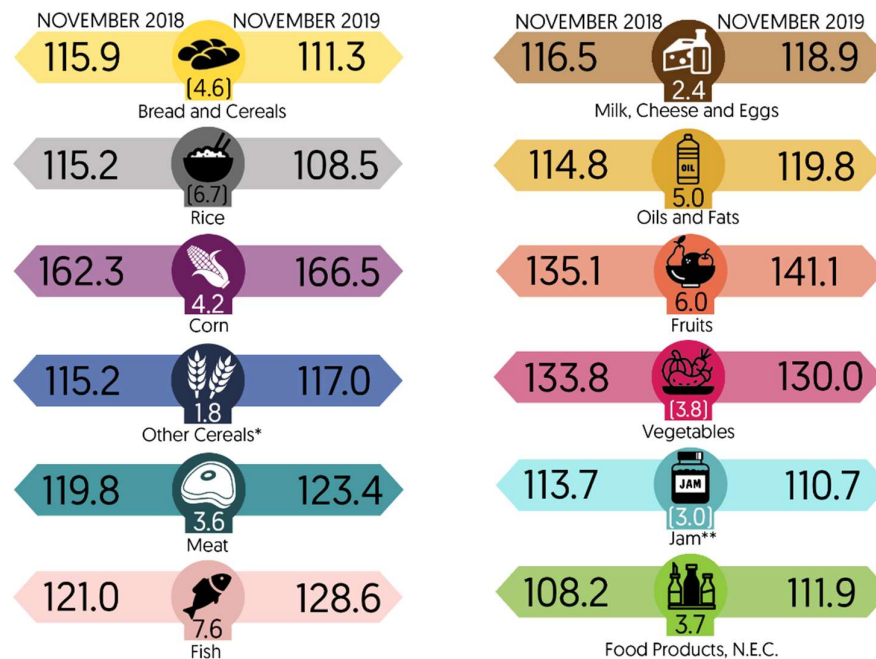 NOVEMBER 2018 NOVEMBER 2019
115.9 111.3
(4.6)
Bread and Cereals
115.2 108.5
(6.7)
Rice
162.3 166.5
4.2
Corn
115.2 117.0
1.8
Other Cereals*
119.8 123.4
3.6
Meat
121.0 128.6
7.6
Fish
NOVEMBER 2018 NOVEMBER 2019
116.5 118.9
2.4
Milk, Cheese and Eggs
114.8 119.8
OIL
5.0
Oils and Fats
135.1 141.1
6.0
Fruits
133.8 130.0
(3.8)
Vegetables
113.7 110.7
JAM
(3.0)
Jam**
108.2 111.9
3.7
Food Products, N.E.C.